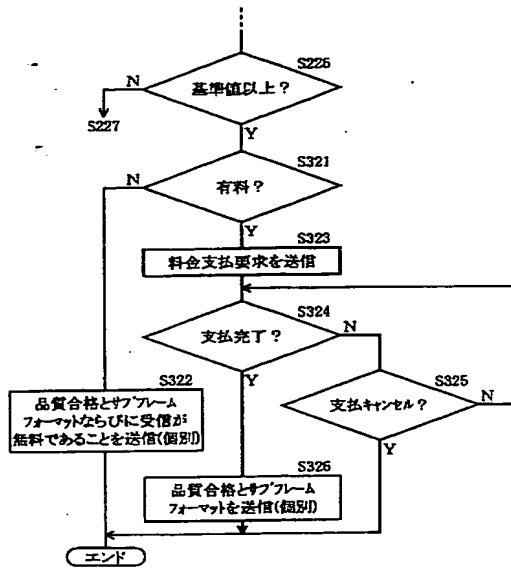 S226
基準値以上？
N
S227
Y
S321
有料？
N
Y
S323
料金支払要求を送信
S324
支払完了？
N
Y
S325
支払キャンセル？
N
Y
S322
品質合格とサブフレーム
フォーマットならびに受信が
無料であることを送信(個別)
S326
品質合格とサブフレーム
フォーマットを送信(個別)
エンド